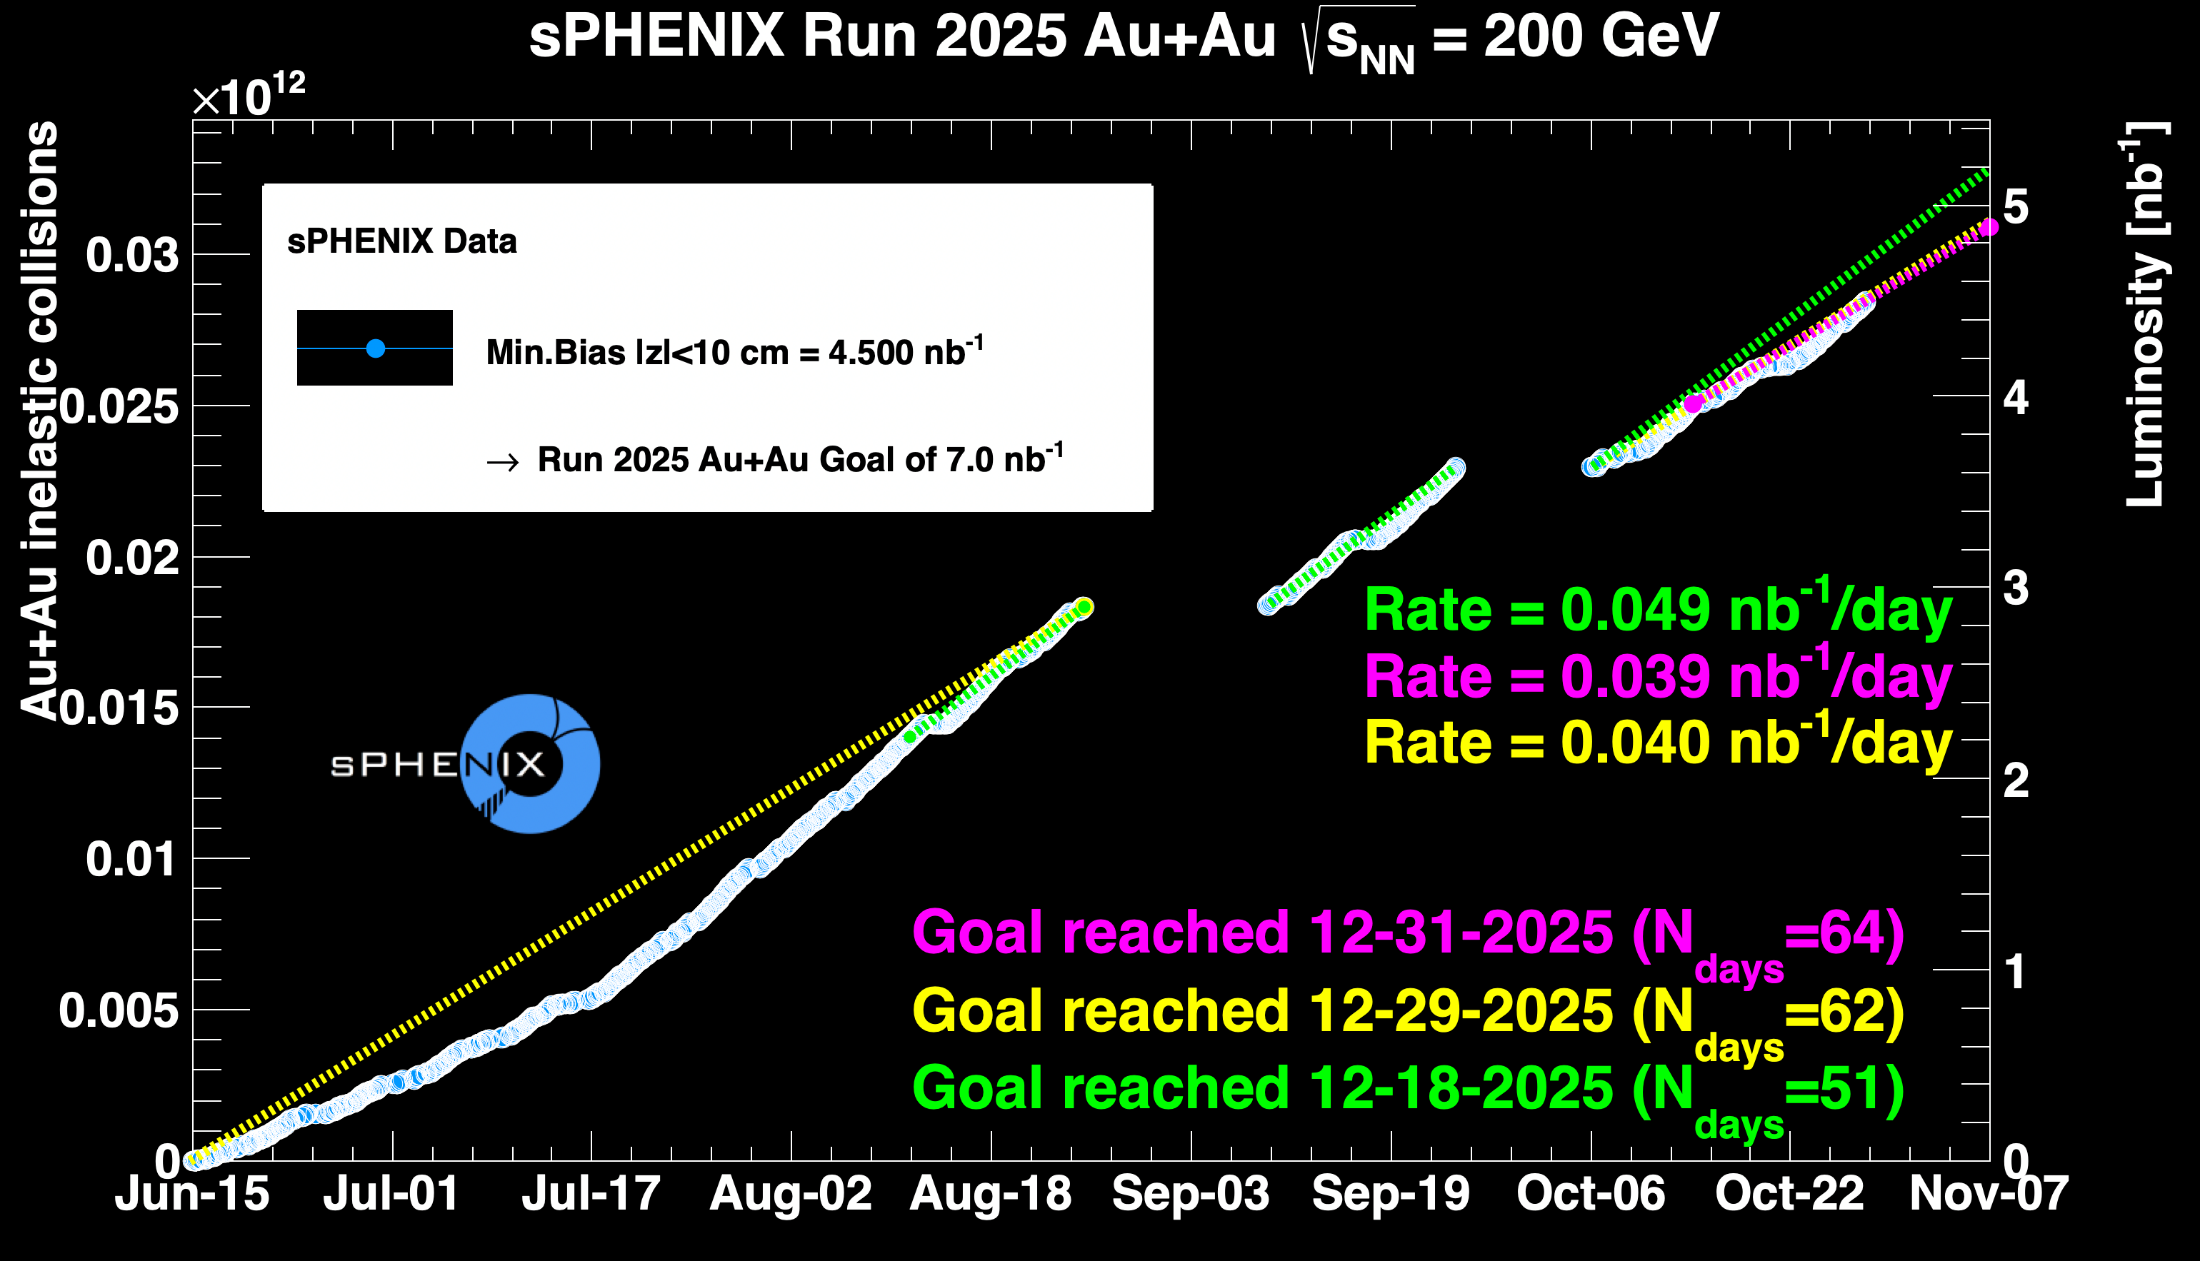 sPHENIX Run 2025 Au+Au √sNN = 200 GeV
×10^12
Au+Au inelastic collisions
Luminosity [nb^-1]
sPHENIX Data
Min.Bias |z|<10 cm = 4.500 nb^-1
→ Run 2025 Au+Au Goal of 7.0 nb^-1
0.03
0.025
0.02
0.015
0.01
0.005
0
5
4
3
2
1
0
sPHENIX
Rate = 0.049 nb^-1/day
Rate = 0.039 nb^-1/day
Rate = 0.040 nb^-1/day
Goal reached 12-31-2025 (Ndays=64)
Goal reached 12-29-2025 (Ndays=62)
Goal reached 12-18-2025 (Ndays=51)
Jun-15 Jul-01 Jul-17 Aug-02 Aug-18 Sep-03 Sep-19 Oct-06 Oct-22 Nov-07